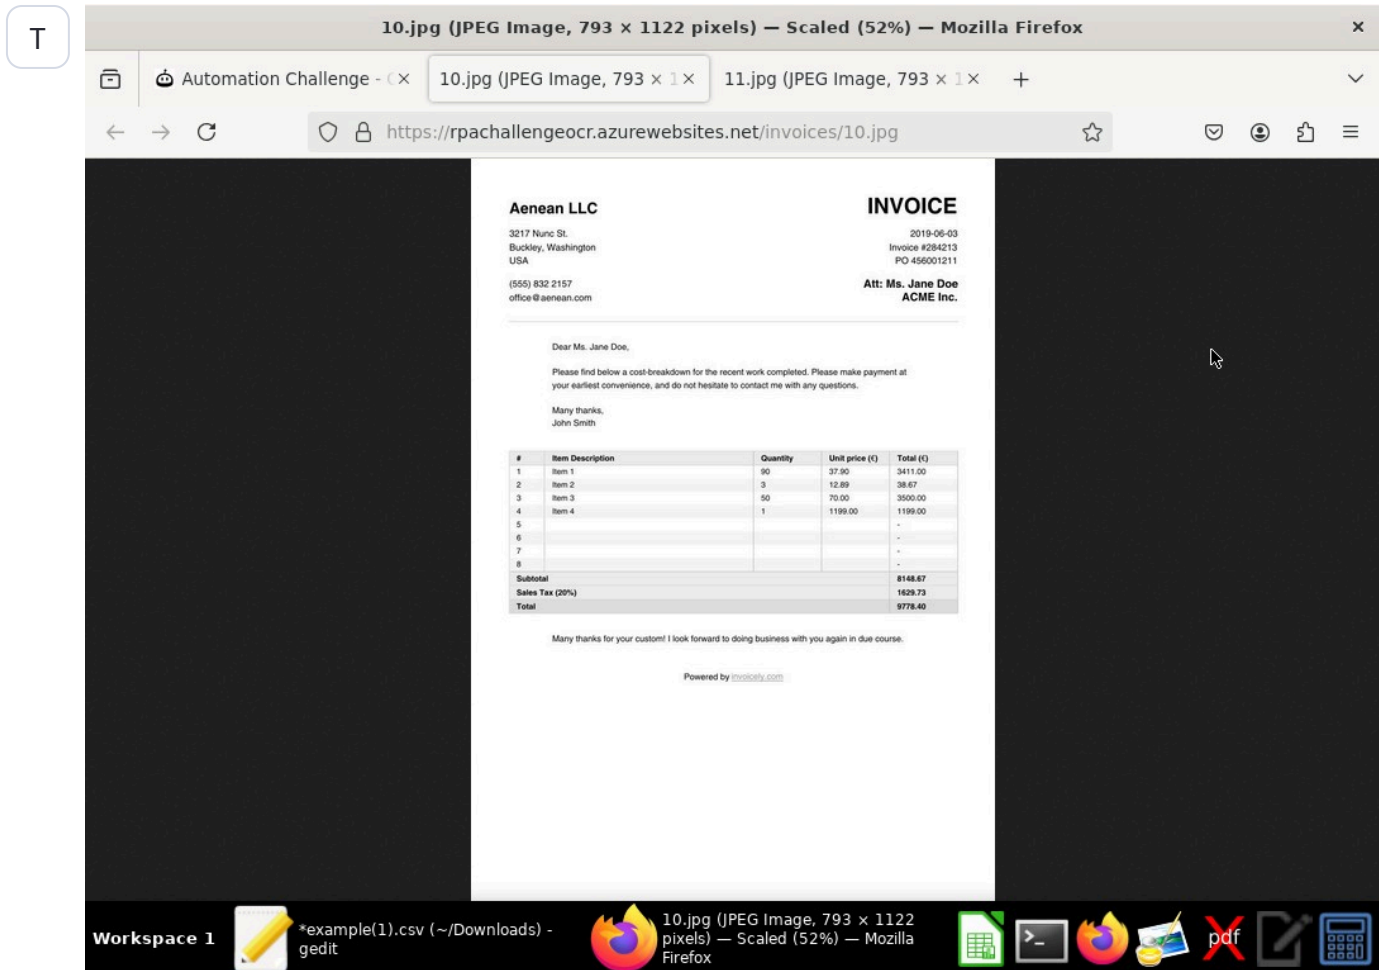 T
10.jpg (JPEG Image, 793 × 1122 pixels) — Scaled (52%) — Mozilla Firefox
Automation Challenge -
10.jpg (JPEG Image, 793 × 1
11.jpg (JPEG Image, 793 × 1
https://rpachallengeocr.azurewebsites.net/invoices/10.jpg
Aenean LLC
INVOICE
3217 Nunc St.
2019-06-03
Buckley, Washington
Invoice #284213
USA
PO 456001211
(555) 832 2157
Att: Ms. Jane Doe
office@aenean.com
ACME Inc.
Dear Ms. Jane Doe,
Please find below a cost-breakdown for the recent work completed. Please make payment at
your earliest convenience, and do not hesitate to contact me with any questions.
Many thanks,
John Smith
# Item Description Quantity Unit price (€) Total (€)
1 Item 1 90 37.90 3411.00
2 Item 2 3 12.89 38.67
3 Item 3 50 70.00 3500.00
4 Item 4 1 1199.00 1199.00
5 -
6 -
7 -
8 -
Subtotal 8148.67
Sales Tax (20%) 1629.73
Total 9778.40
Many thanks for your custom! I look forward to doing business with you again in due course.
Powered by invoicely.com
Workspace 1
*example(1).csv (~/Downloads) -
gedit
10.jpg (JPEG Image, 793 × 1122
pixels) — Scaled (52%) — Mozilla
Firefox
pdf